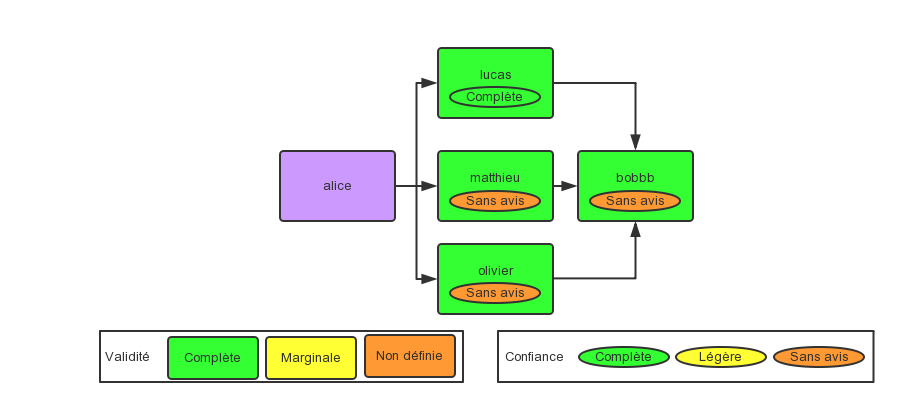 lucas
Complète
alice
matthieu
Sans avis
bobbb
Sans avis
olivier
Sans avis
Validité
Complète
Marginale
Non définie
Confiance
Complète
Légère
Sans avis